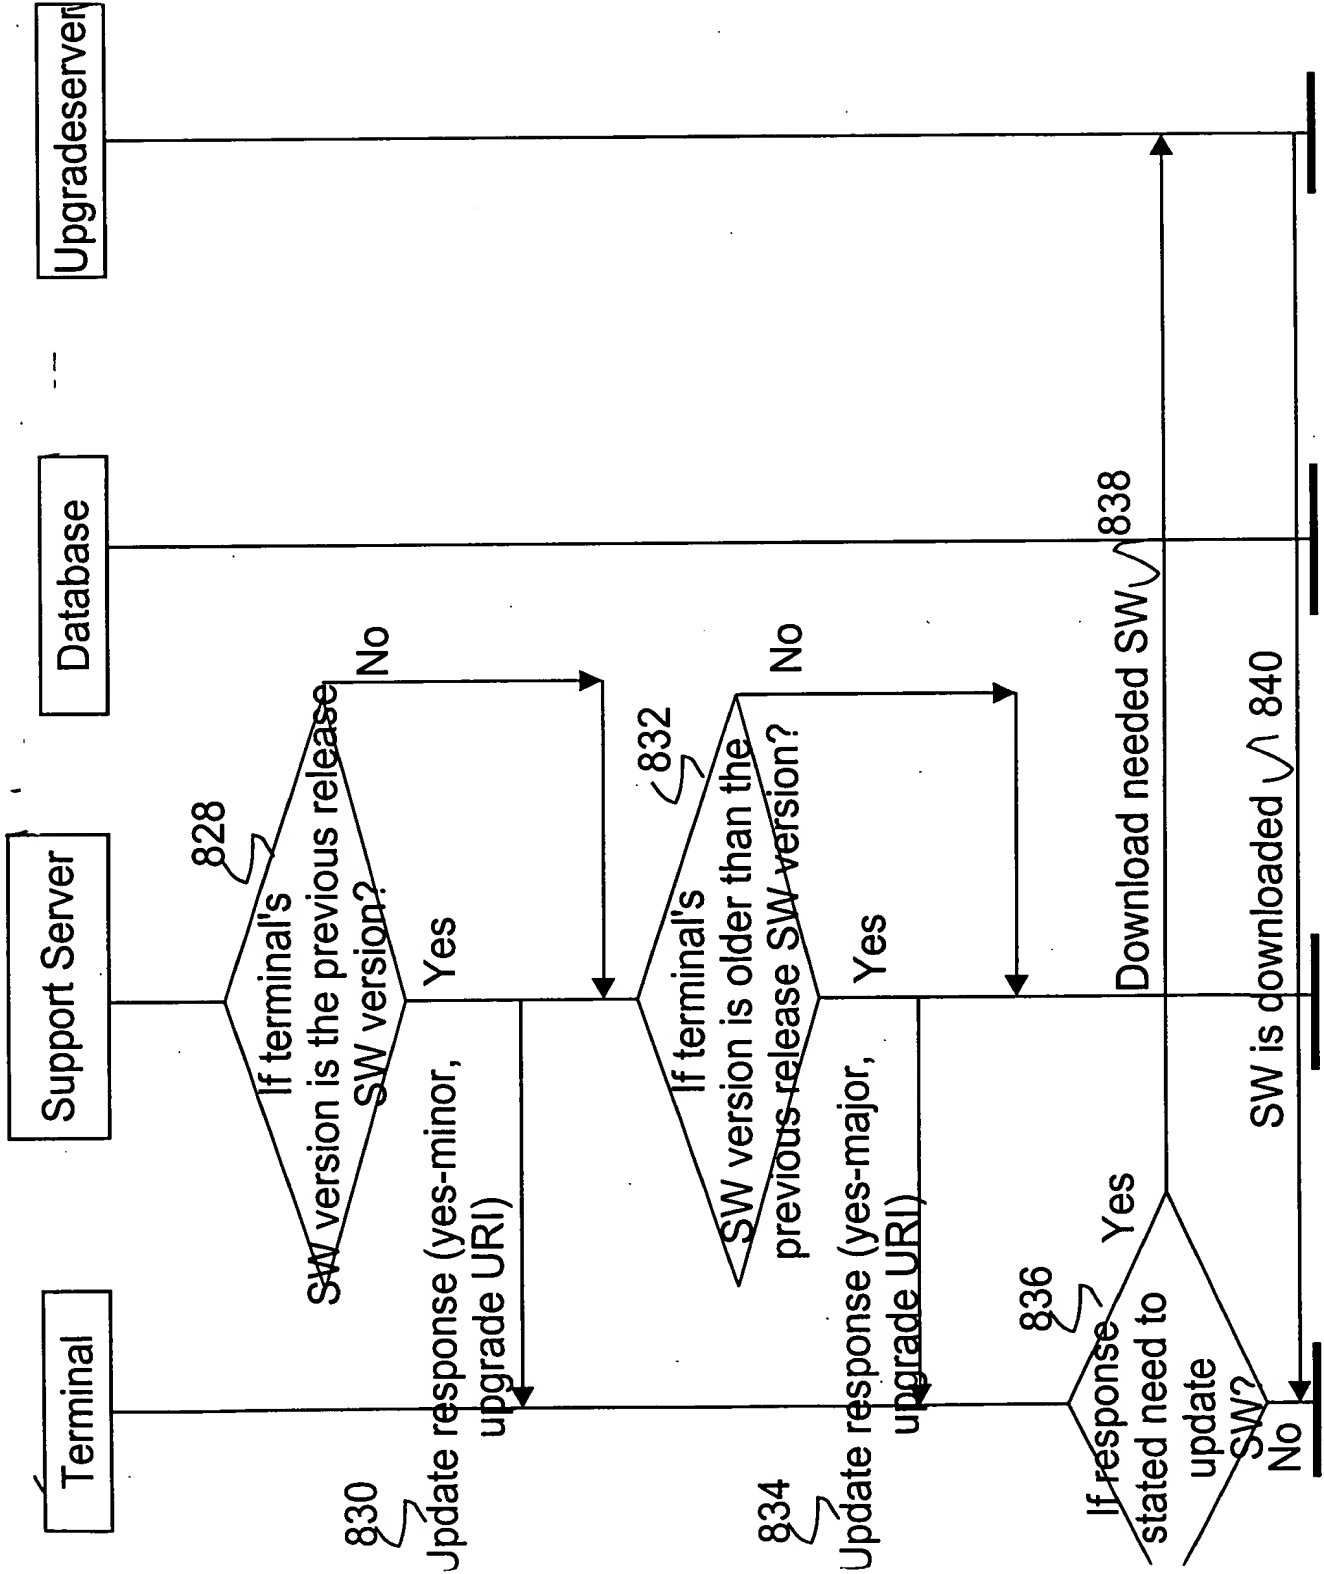 Terminal
Support Server
Database
Upgradeserver
828
If terminal's
SW version is the previous release
SW version?
No
Yes
830
Update response (yes-minor,
upgrade URI)
832
If terminal's
SW version is older than the
previous release SW version?
No
Yes
834
Update response (yes-major,
upgrade URI)
836
If response
stated need to
update
SW?
Yes
No
Download needed SW 838
SW is downloaded 840